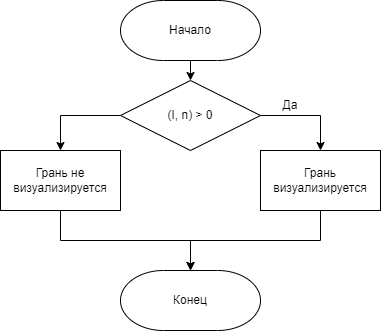 Начало
(l, n) > 0
Да
Грань не
визуализируется
Грань
визуализируется
Конец